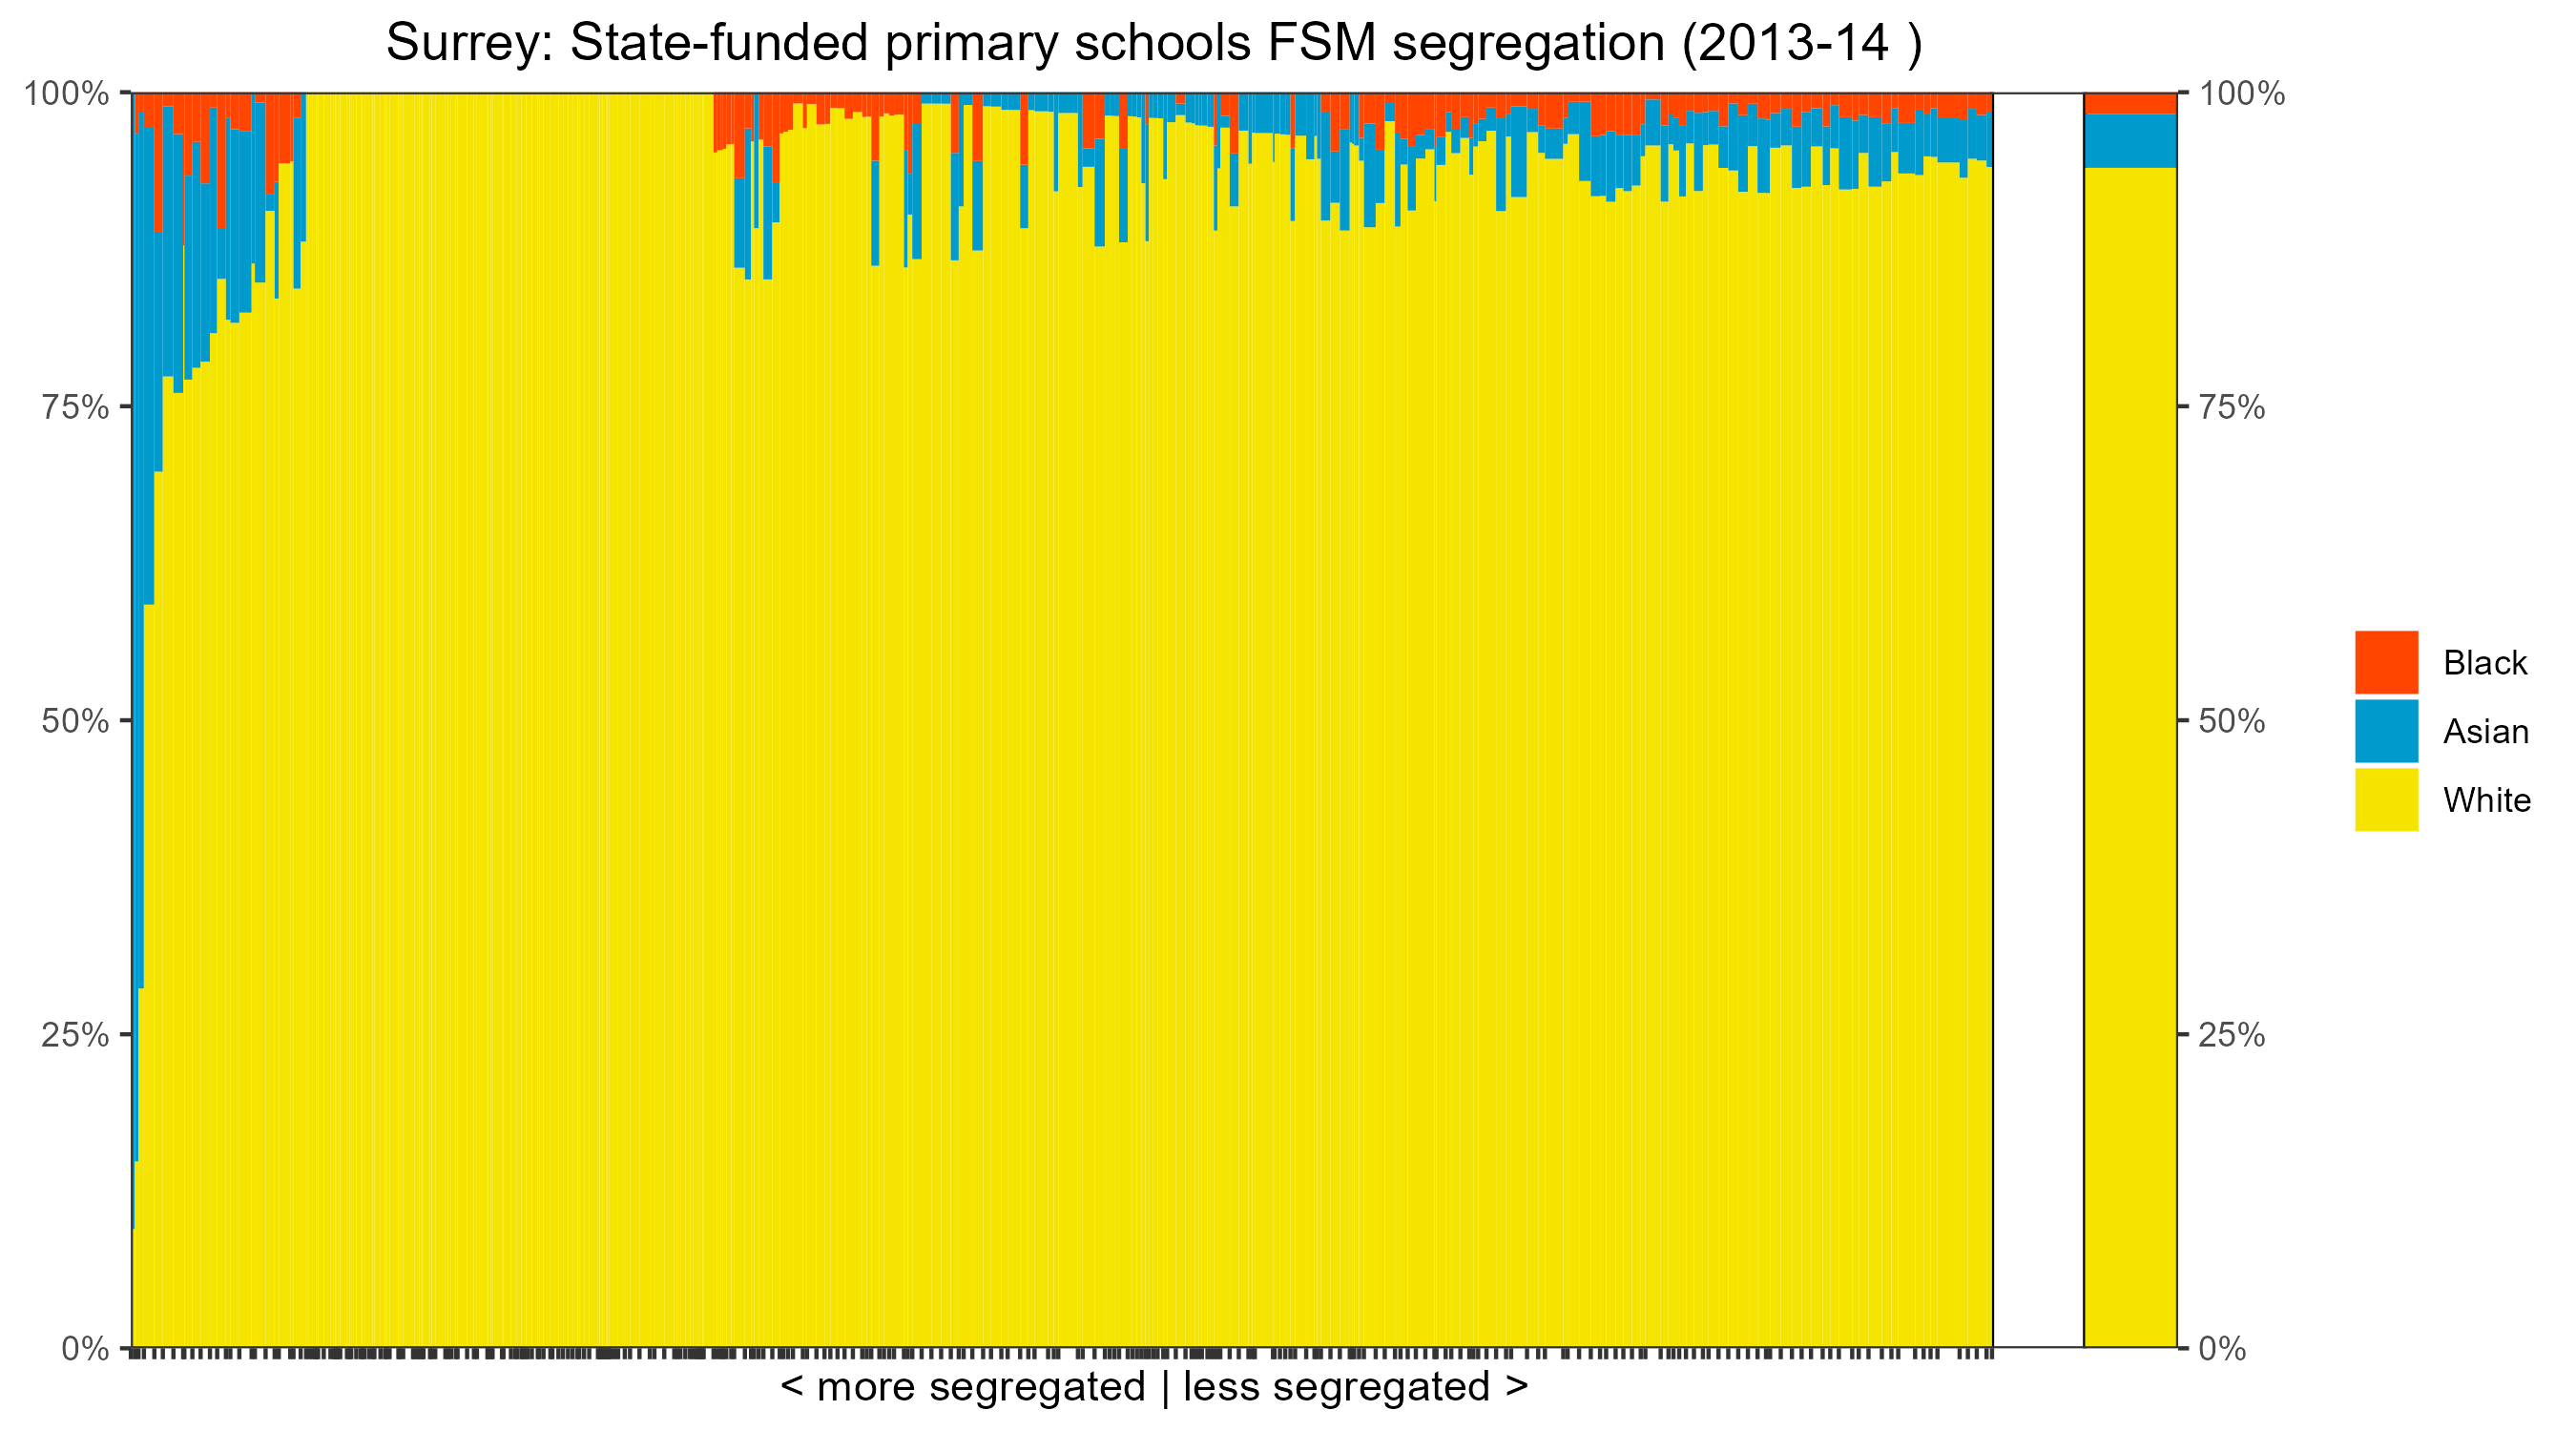 Surrey: State-funded primary schools FSM segregation (2013-14 )
100%
75%
50%
25%
0%
100%
75%
50%
25%
0%
Black
Asian
White
< more segregated | less segregated >